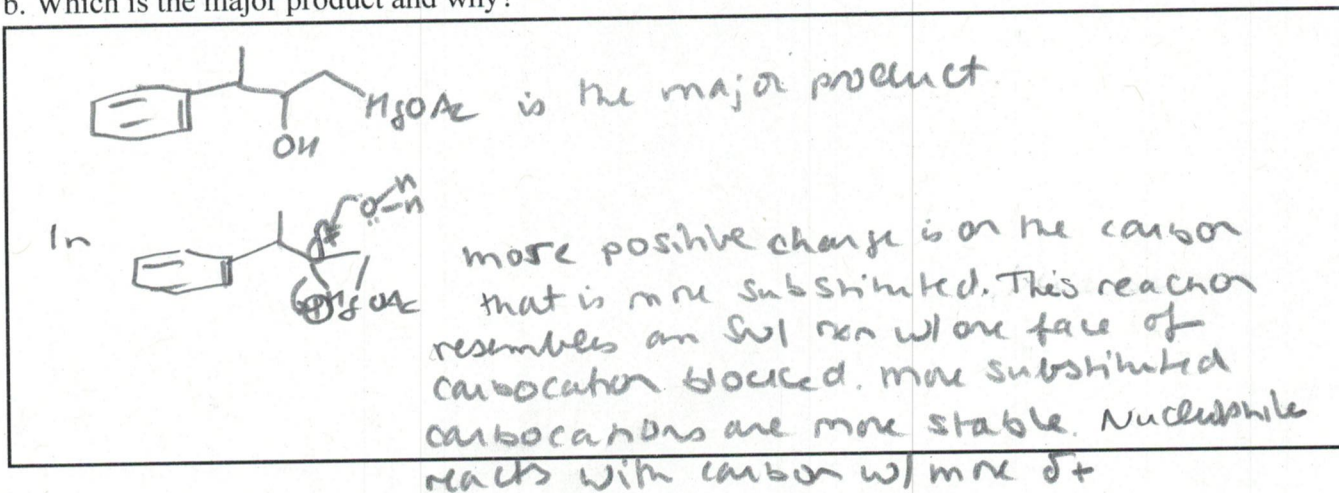 b. Which is the major product and why?
HgOAc is the major product
OH
In
O
H
H
δ+
⊕Hg OAc
more positive charge is on the carbon
that is more substituted. This reaction
resembles an SN1 rxn w/ one face of
carbocation blocked. more substituted
carbocations are more stable. Nucleophile
reacts with carbon w/ more δ+